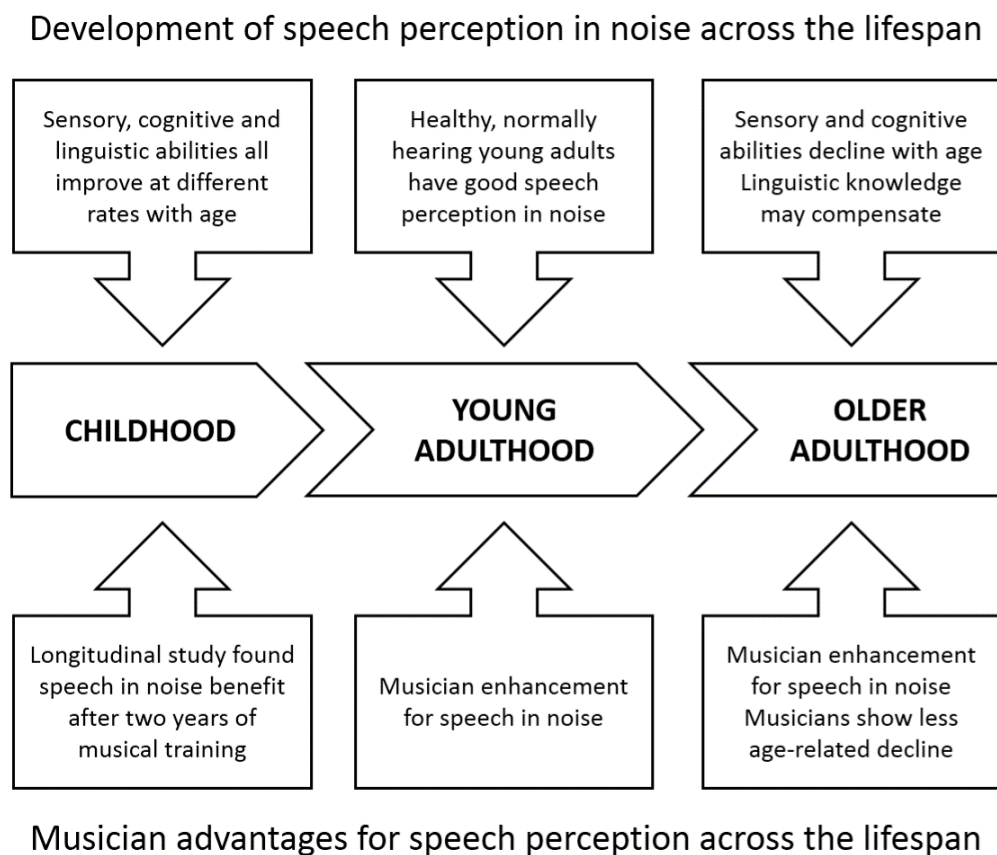 Development of speech perception in noise across the lifespan
Sensory, cognitive and
linguistic abilities all
improve at different
rates with age
Healthy, normally
hearing young adults
have good speech
perception in noise
Sensory and cognitive
abilities decline with age
Linguistic knowledge
may compensate
CHILDHOOD
YOUNG
ADULTHOOD
OLDER
ADULTHOOD
Longitudinal study found
speech in noise benefit
after two years of
musical training
Musician enhancement
for speech in noise
Musician enhancement
for speech in noise
Musicians show less
age-related decline
Musician advantages for speech perception across the lifespan